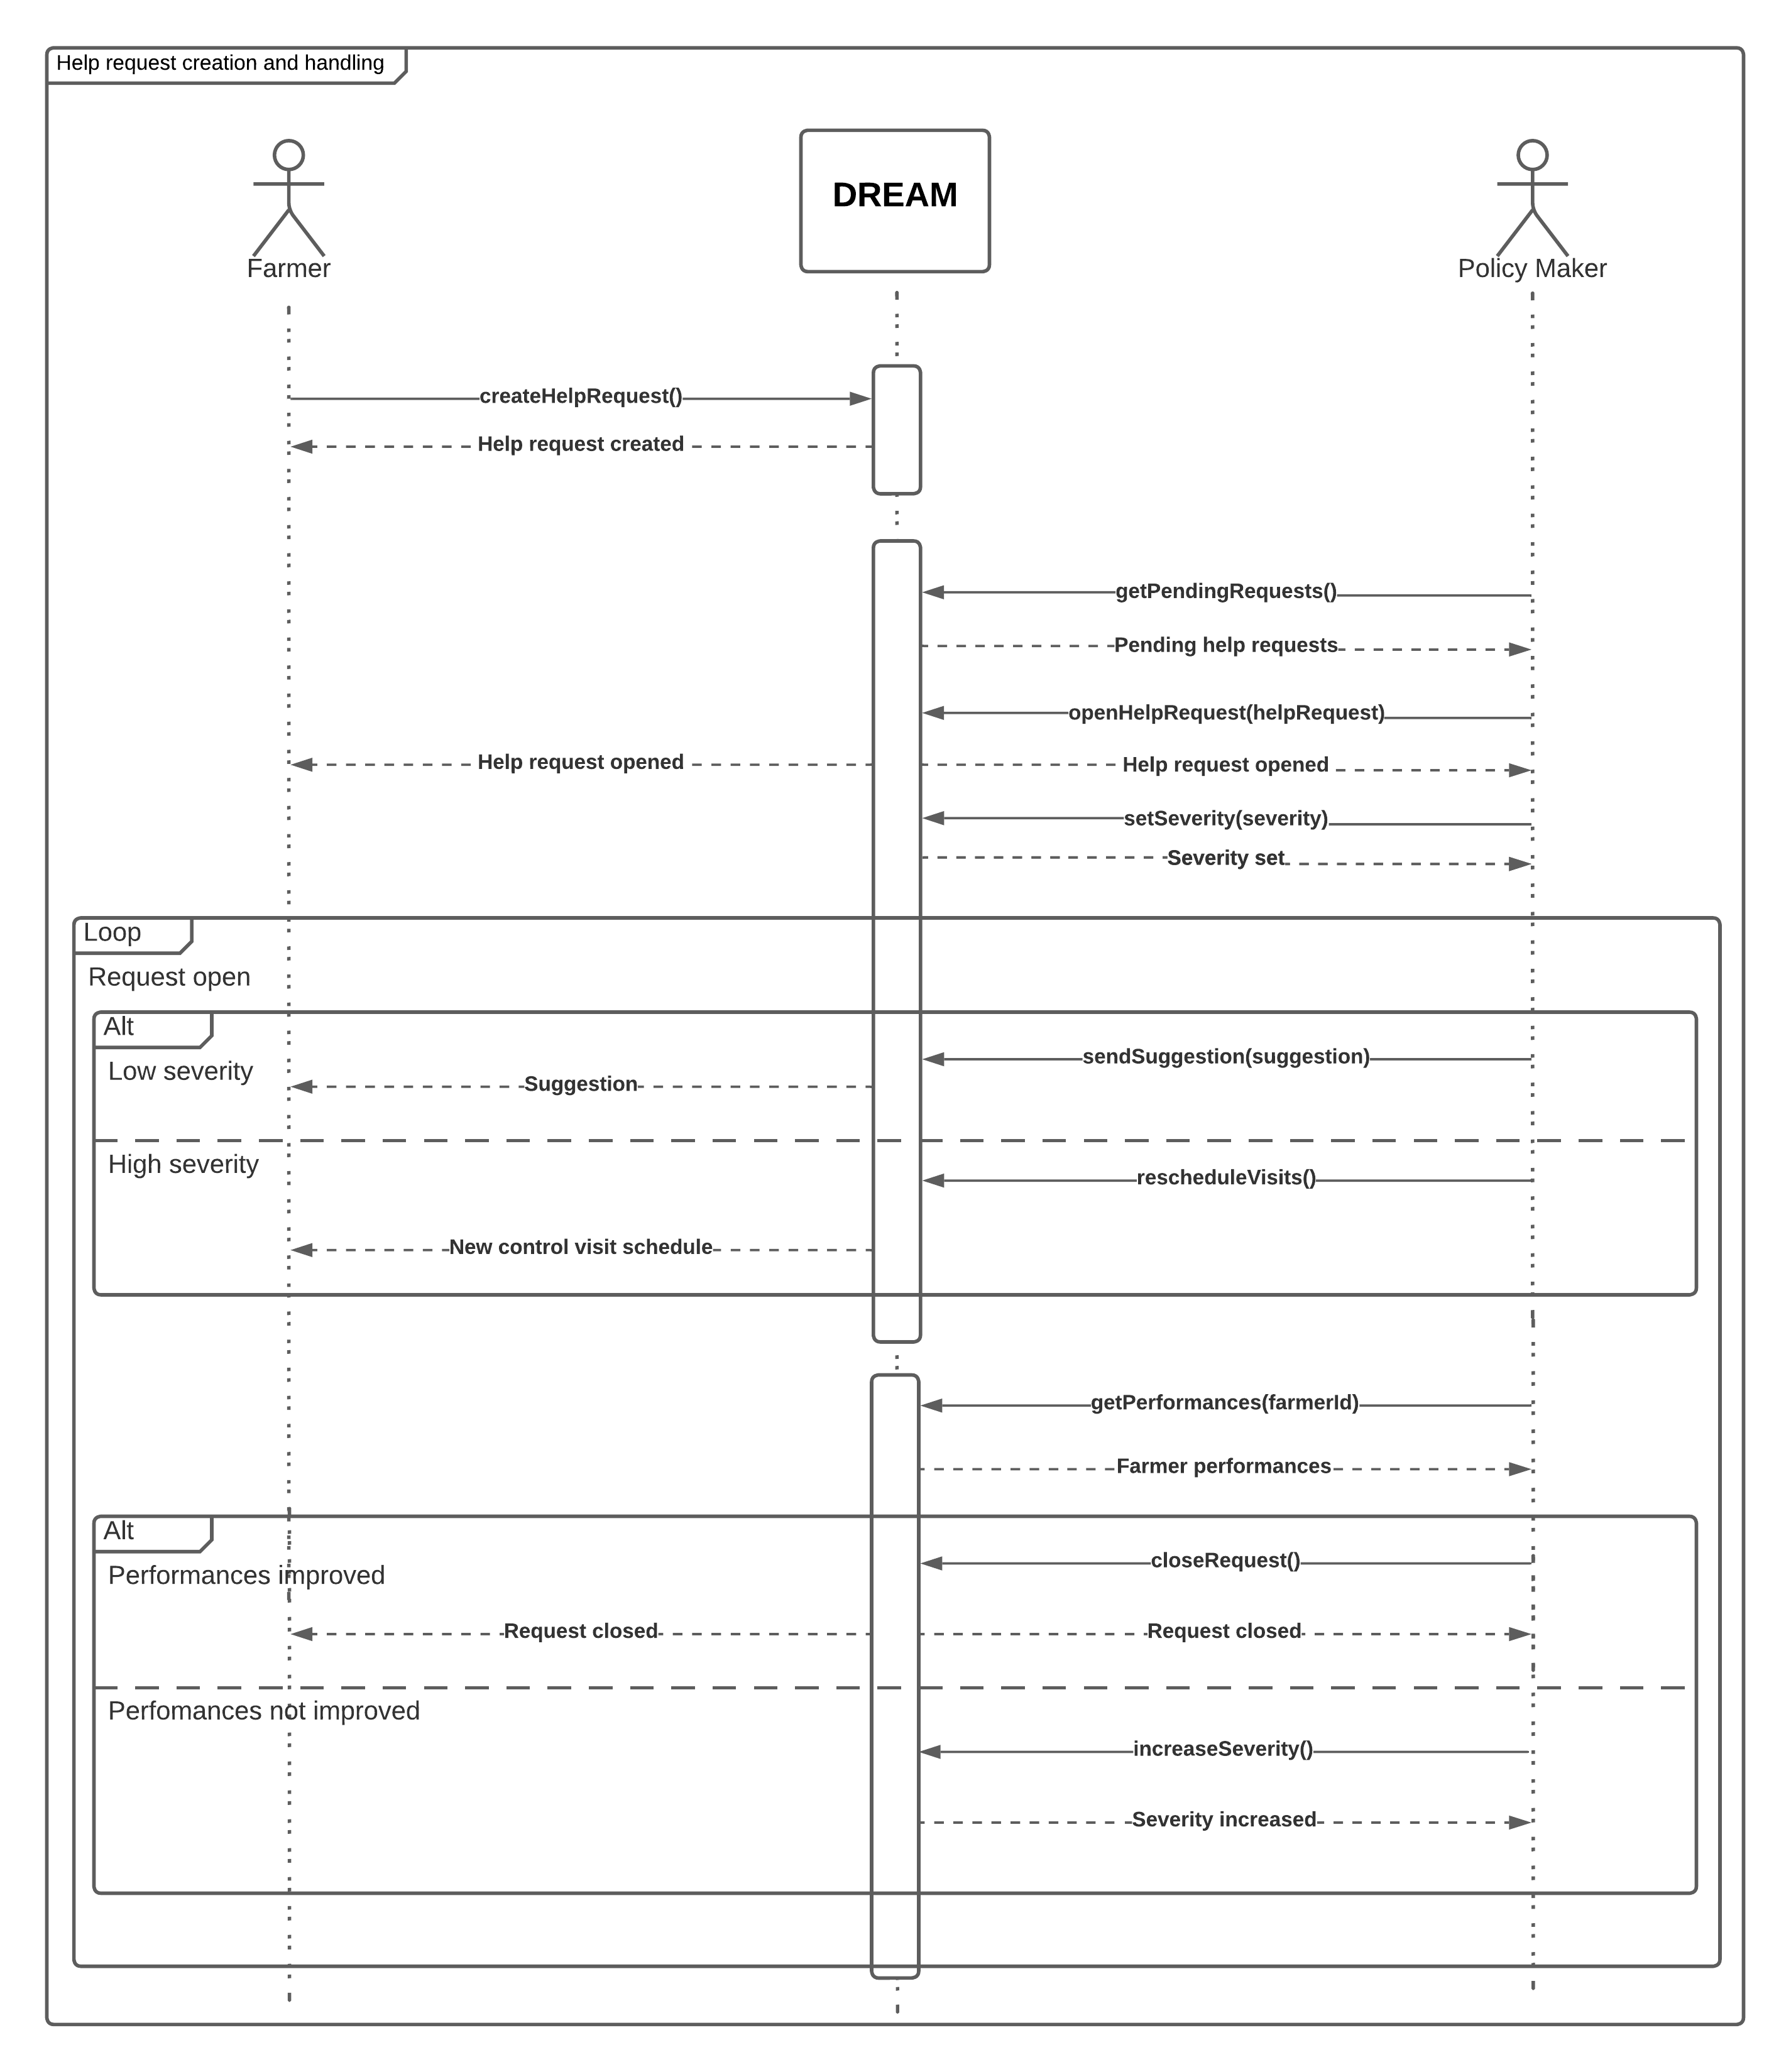 Help request creation and handling
DREAM
Farmer
Policy Maker
createHelpRequest()
Help request created
getPendingRequests()
Pending help requests
openHelpRequest(helpRequest)
Help request opened
Help request opened
setSeverity(severity)
Severity set
Loop
Request open
Alt
Low severity
sendSuggestion(suggestion)
Suggestion
High severity
rescheduleVisits()
New control visit schedule
getPerformances(farmerId)
Farmer performances
Alt
Performances improved
closeRequest()
Request closed
Request closed
Perfomances not improved
increaseSeverity()
Severity increased